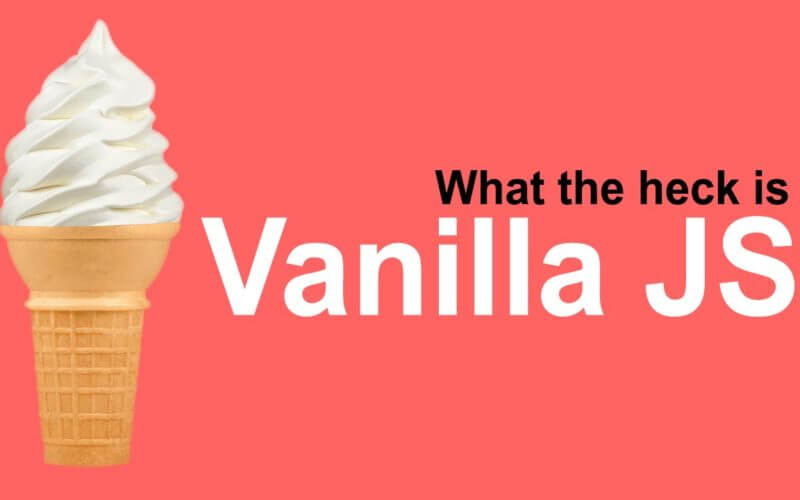 What the heck is
Vanilla JS